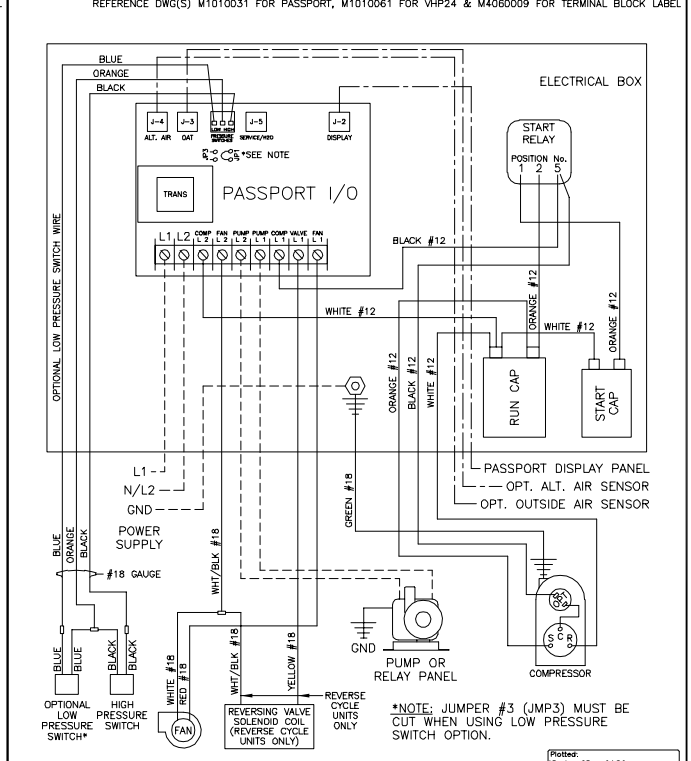 REFERENCE DWG(S) M1010031 FOR PASSPORT, M1010061 FOR VHP24 & M4060009 FOR TERMINAL BLOCK LABEL
BLUE
ORANGE
BLACK
ELECTRICAL BOX
J-4
J-3
J-5
J-2
LOW HIGH
ALT. AIR
OAT
PRESSURE
SWITCHES
SERVICE/H2O
DISPLAY
JP3
JP1
*SEE NOTE
START
RELAY
POSITION No.
1 2 5
TRANS
PASSPORT I/O
L1 L2 COMP FAN PUMP PUMP COMP VALVE FAN
L 2 L 2 L 2 L 1 L 1 L 1 L 1
BLACK #12
OPTIONAL LOW PRESSURE SWITCH WIRE
WHITE #12
ORANGE #12
WHITE #12
ORANGE #12
ORANGE #12
BLACK #12
WHITE #12
RUN CAP
START
CAP
L1
N/L2
GND
POWER
SUPPLY
PASSPORT DISPLAY PANEL
OPT. ALT. AIR SENSOR
OPT. OUTSIDE AIR SENSOR
GREEN #18
BLUE
ORANGE
BLACK
#18 GAUGE
WHT/BLK #18
GND
PUMP OR
RELAY PANEL
S C R
COMPRESSOR
BLUE
BLUE
BLACK
BLACK
WHITE #18
RED #18
WHT/BLK #18
YELLOW #18
REVERSE
CYCLE
UNITS
ONLY
OPTIONAL
LOW
PRESSURE
SWITCH*
HIGH
PRESSURE
SWITCH
FAN
REVERSING VALVE
SOLENOID COIL
(REVERSE CYCLE
UNITS ONLY)
*NOTE: JUMPER #3 (JMP3) MUST BE
CUT WHEN USING LOW PRESSURE
SWITCH OPTION.
Plotted: